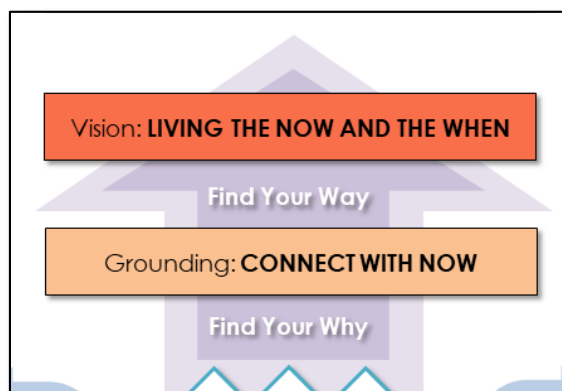 Vision: LIVING THE NOW AND THE WHEN
Find Your Way
Grounding: CONNECT WITH NOW
Find Your Why